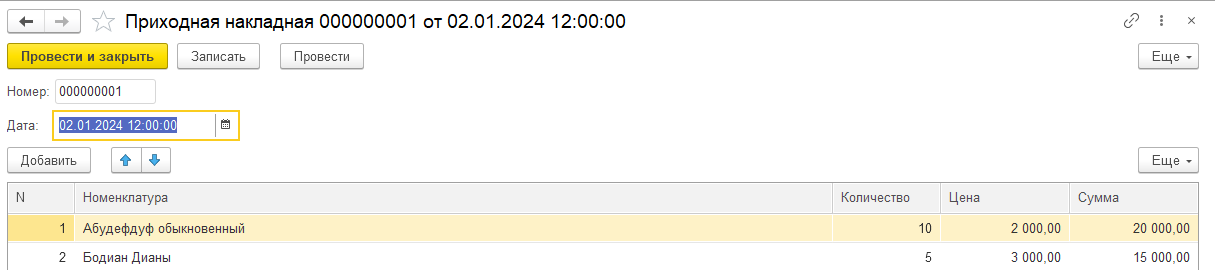 Приходная накладная 000000001 от 02.01.2024 12:00:00
Провести и закрыть Записать Провести Еще
Номер: 000000001
Дата: 02.01.2024 12:00:00
Добавить Еще
N Номенклатура Количество Цена Сумма
1 Абудефдуф обыкновенный 10 2 000,00 20 000,00
2 Бодиан Дианы 5 3 000,00 15 000,00